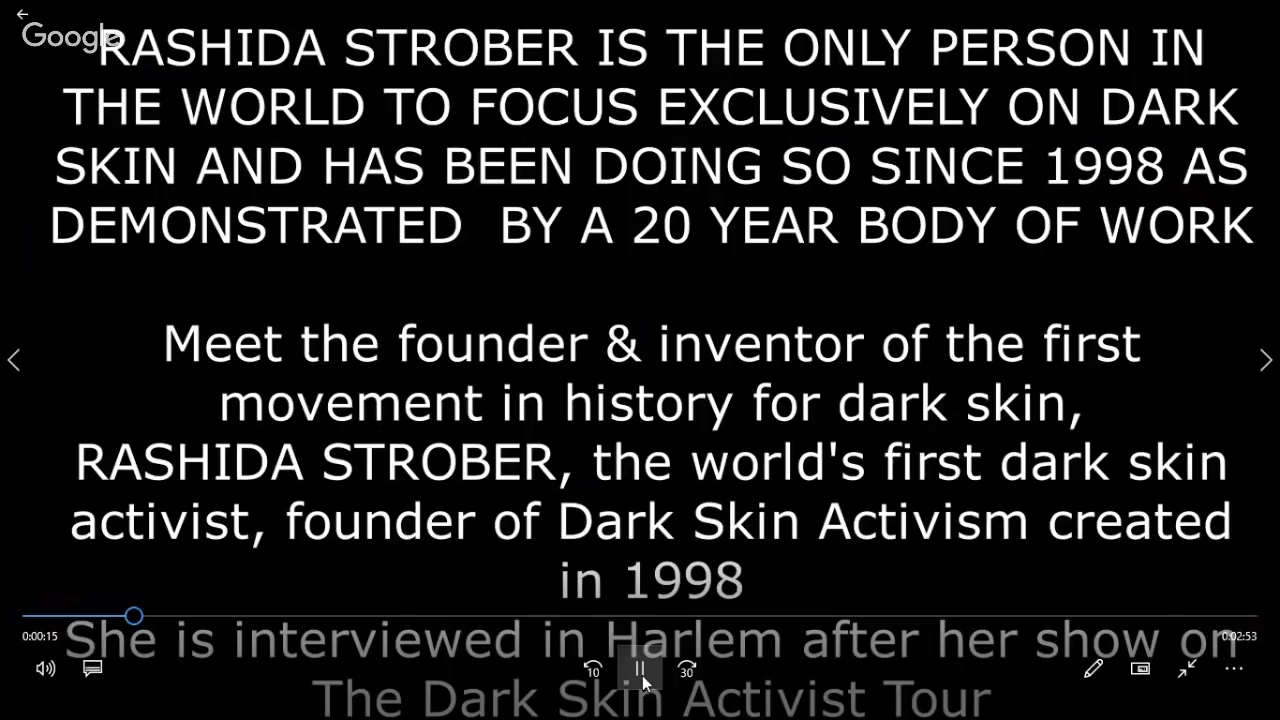 Google
RASHIDA STROBER IS THE ONLY PERSON IN
THE WORLD TO FOCUS EXCLUSIVELY ON DARK
SKIN AND HAS BEEN DOING SO SINCE 1998 AS
DEMONSTRATED BY A 20 YEAR BODY OF WORK
Meet the founder & inventor of the first
movement in history for dark skin,
RASHIDA STROBER, the world's first dark skin
activist, founder of Dark Skin Activism created
in 1998
0:00:15
0:02:53
She is interviewed in Harlem after her show on
10
30
The Dark Skin Activist Tour